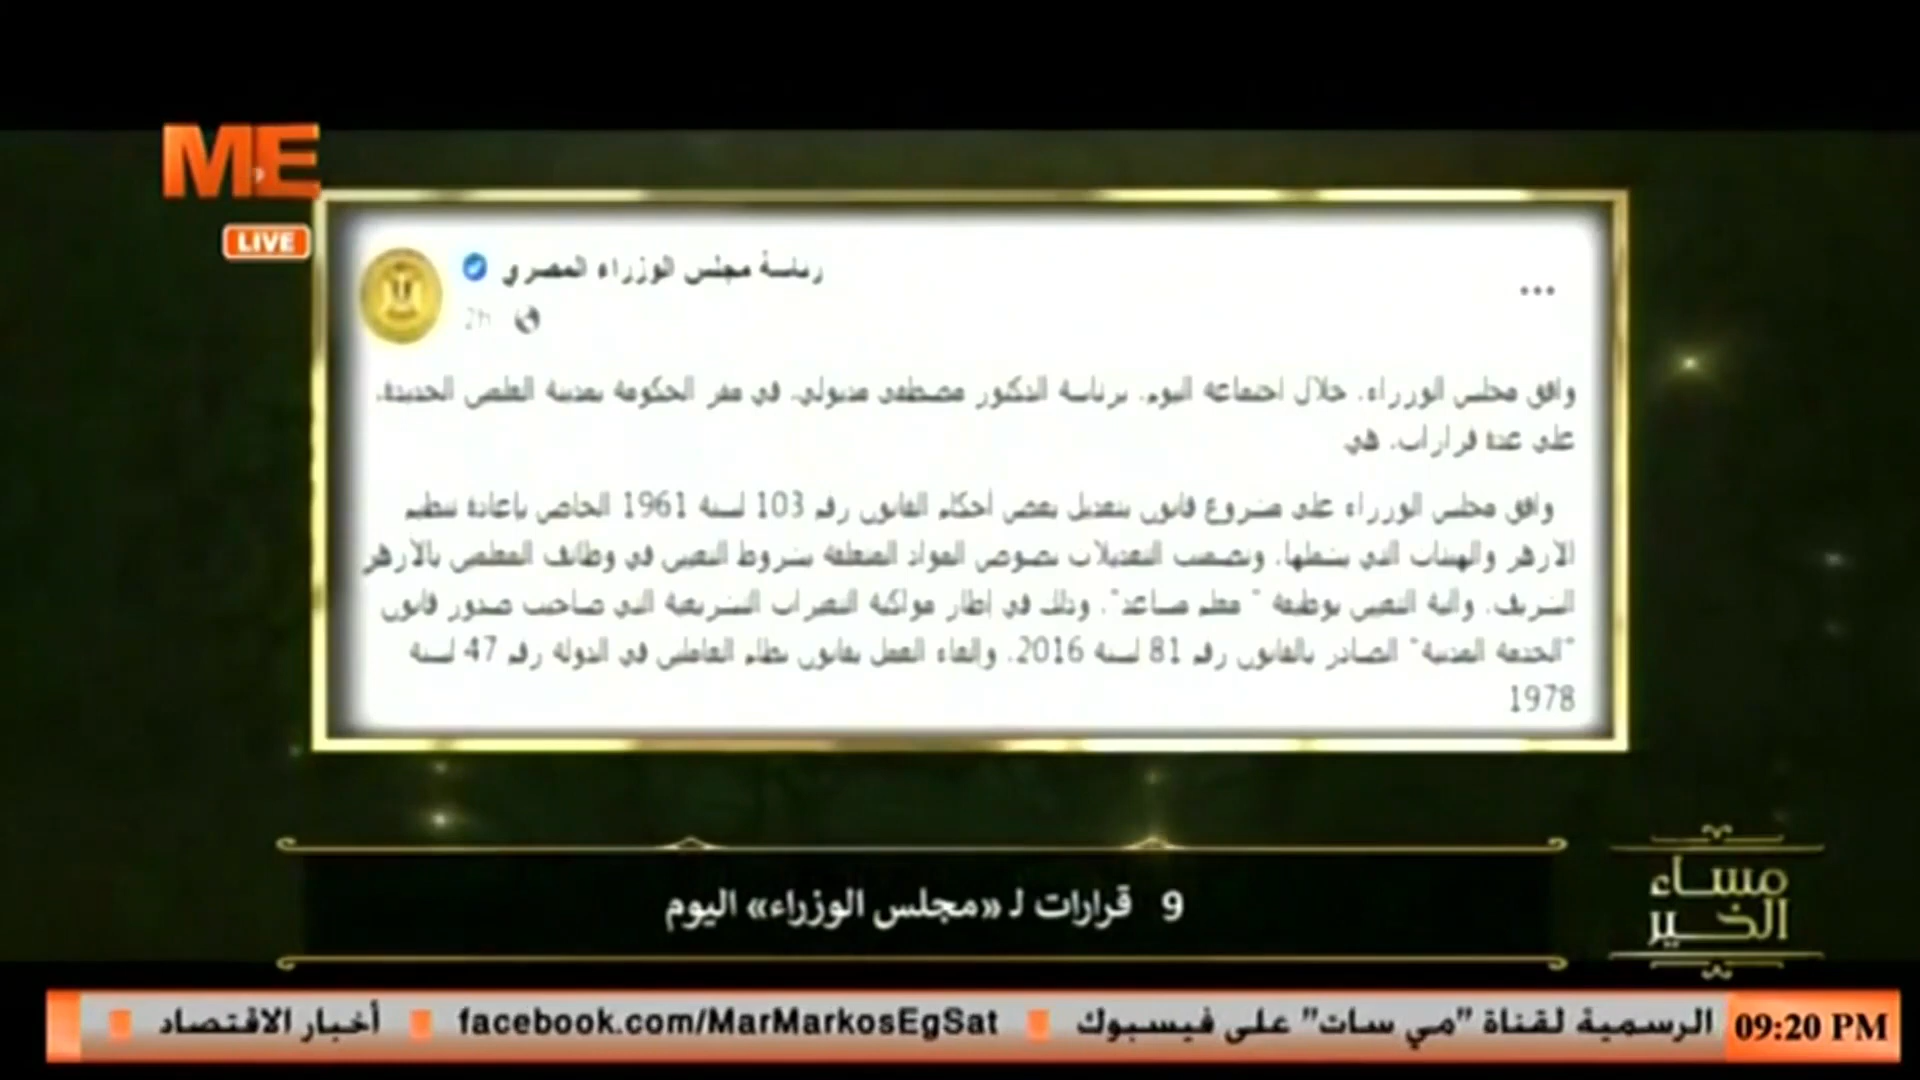 ME
LIVE
رئاسة مجلس الوزراء المصري
2h
وافق مجلس الوزراء، خلال اجتماعه اليوم، برئاسة الدكتور مصطفى مدبولي، في مقر الحكومة بمدينة العلمين الجديدة،
على عدة قرارات، هي
وافق مجلس الوزراء على مشروع قانون بتعديل بعض أحكام القانون رقم 103 لسنة 1961 الخاص بإعادة تنظيم
الأزهر والهيئات التي يشملها، وتضمنت التعديلات نصوص المواد المتعلقة بشروط التعيين في وظائف المعلمين بالأزهر
الشريف، وآلية التعيين بوظيفة "معلم مساعد"، وذلك في إطار مواكبة التغيرات التشريعية التي صاحبت صدور قانون
"الخدمة المدنية" الصادر بالقانون رقم 81 لسنة 2016، وإلغاء العمل بقانون نظام العاملين في الدولة رقم 47 لسنة
1978
9 قرارات لـ «مجلس الوزراء» اليوم
مساء
الخير
09:20 PM الرسمية لقناة "مي سات" على فيسبوك facebook.com/MarMarkosEgSat أخبار الاقتصاد